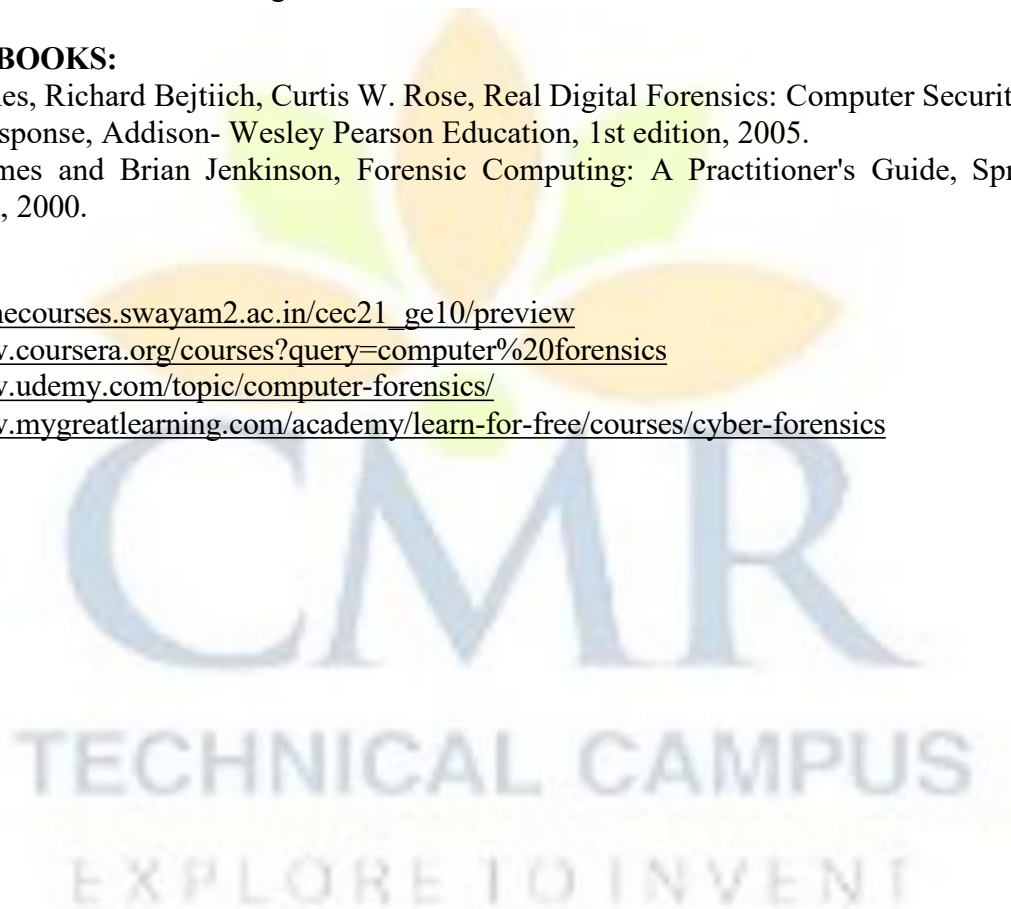 BOOKS:
es, Richard Bejtiich, Curtis W. Rose, Real Digital Forensics: Computer Securit
sponse, Addison- Wesley Pearson Education, 1st edition, 2005.
mes and Brian Jenkinson, Forensic Computing: A Practitioner's Guide, Spr
, 2000.
necourses.swayam2.ac.in/cec21_ge10/preview
v.coursera.org/courses?query=computer%20forensics
v.udemy.com/topic/computer-forensics/
v.mygreatlearning.com/academy/learn-for-free/courses/cyber-forensics
CMR
TECHNICAL CAMPUS
EXPLORE TO INVENT